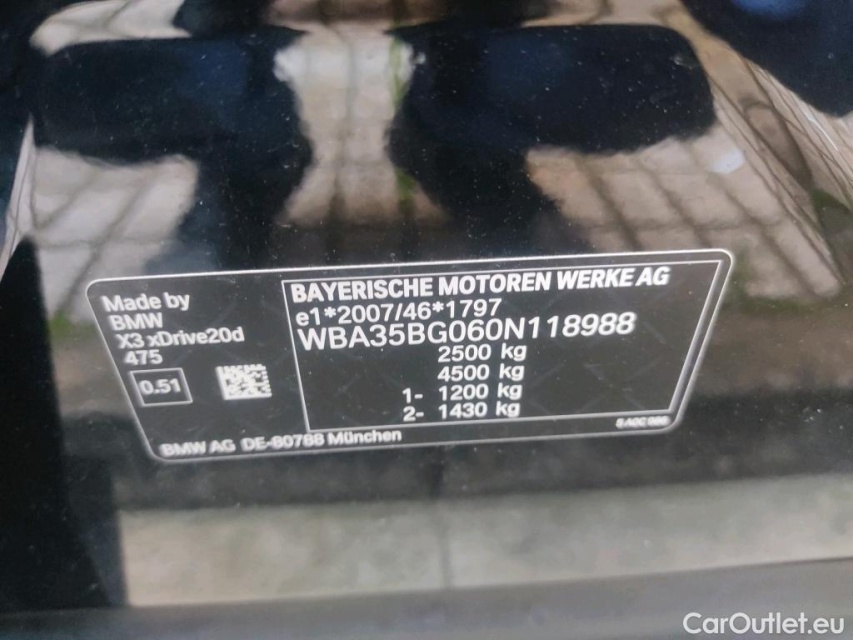 Made by
BMW
X3 xDrive20d
475
0.51
BAYERISCHE MOTOREN WERKE AG
e1*2007/46*1797
WBA35BG060N118988
2500 kg
4500 kg
1- 1200 kg
2- 1430 kg
BMW AG DE-80788 München
CarOutlet.eu